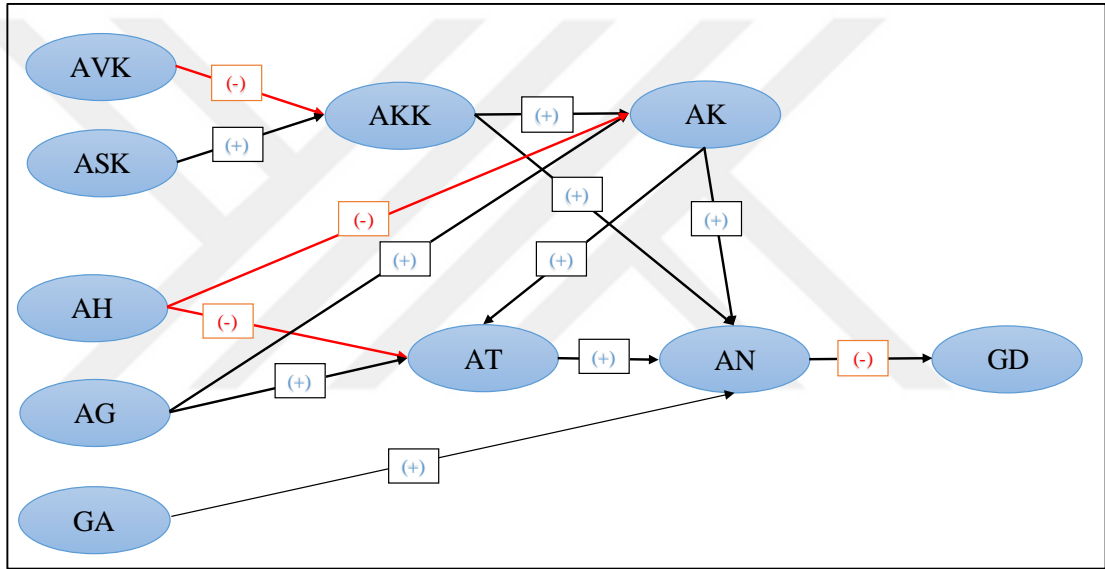 AVK
(-)
AKK
(+)
AK
ASK
(+)
(+)
(-)
(+)
(+)
(+)
AH
(-)
AT
(+)
AN
(-)
GD
(+)
AG
(+)
GA